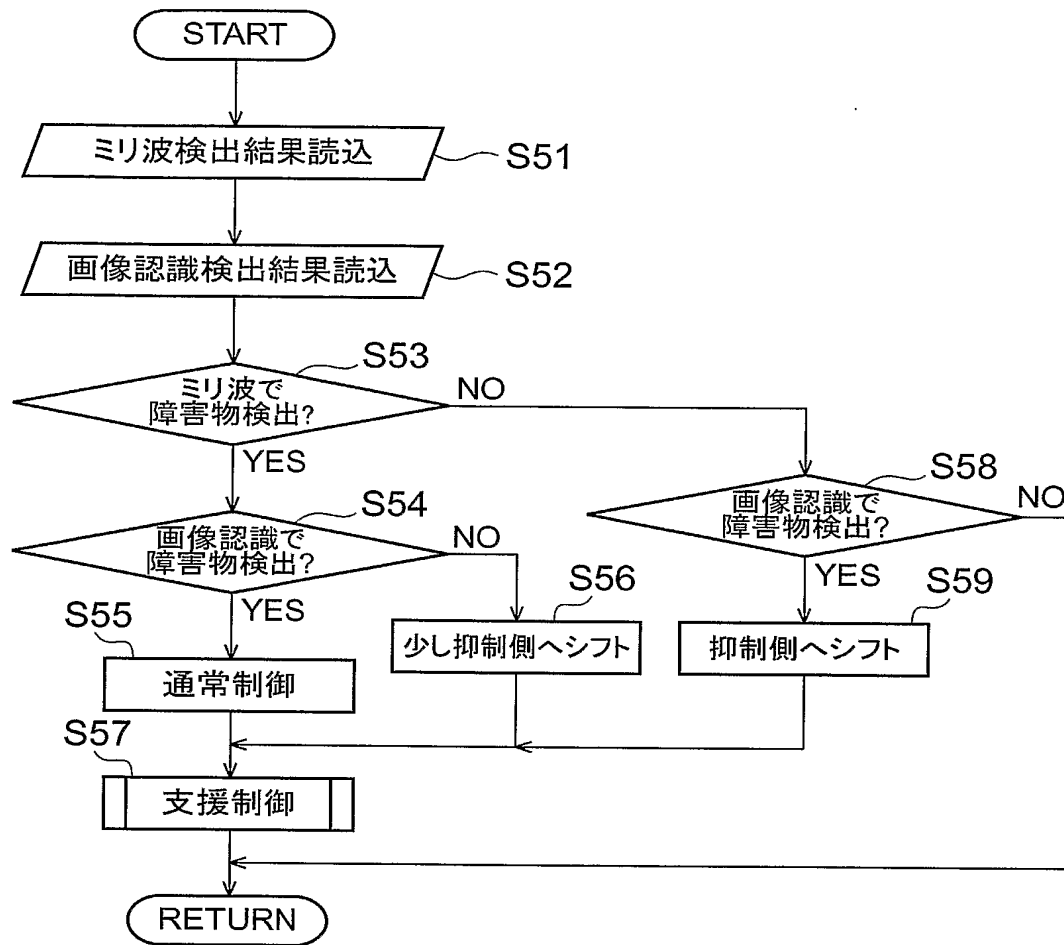 START
ミリ波検出結果読込
S51
画像認識検出結果読込
S52
S53
ミリ波で
障害物検出?
NO
YES
S54
画像認識で
障害物検出?
NO
YES
S58
画像認識で
障害物検出?
NO
YES
S55
通常制御
S56
少し抑制側へシフト
S59
抑制側へシフト
S57
支援制御
RETURN